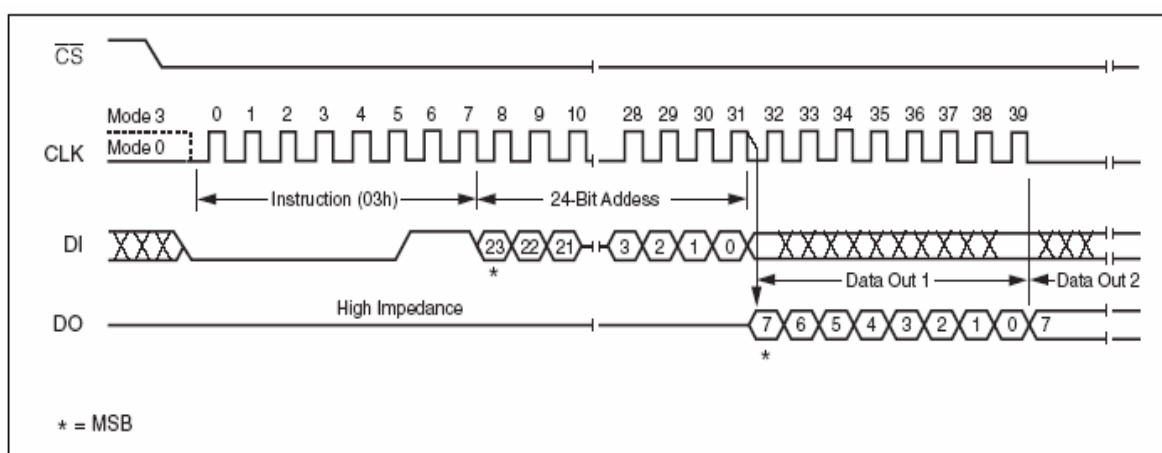 CS
Mode 3
0 1 2 3 4 5 6 7 8 9 10 28 29 30 31 32 33 34 35 36 37 38 39
CLK
Mode 0
Instruction (03h)
24-Bit Addess
DI
23 22 21 3 2 1 0
*
Data Out 1
Data Out 2
High Impedance
DO
7 6 5 4 3 2 1 0 7
*
* = MSB